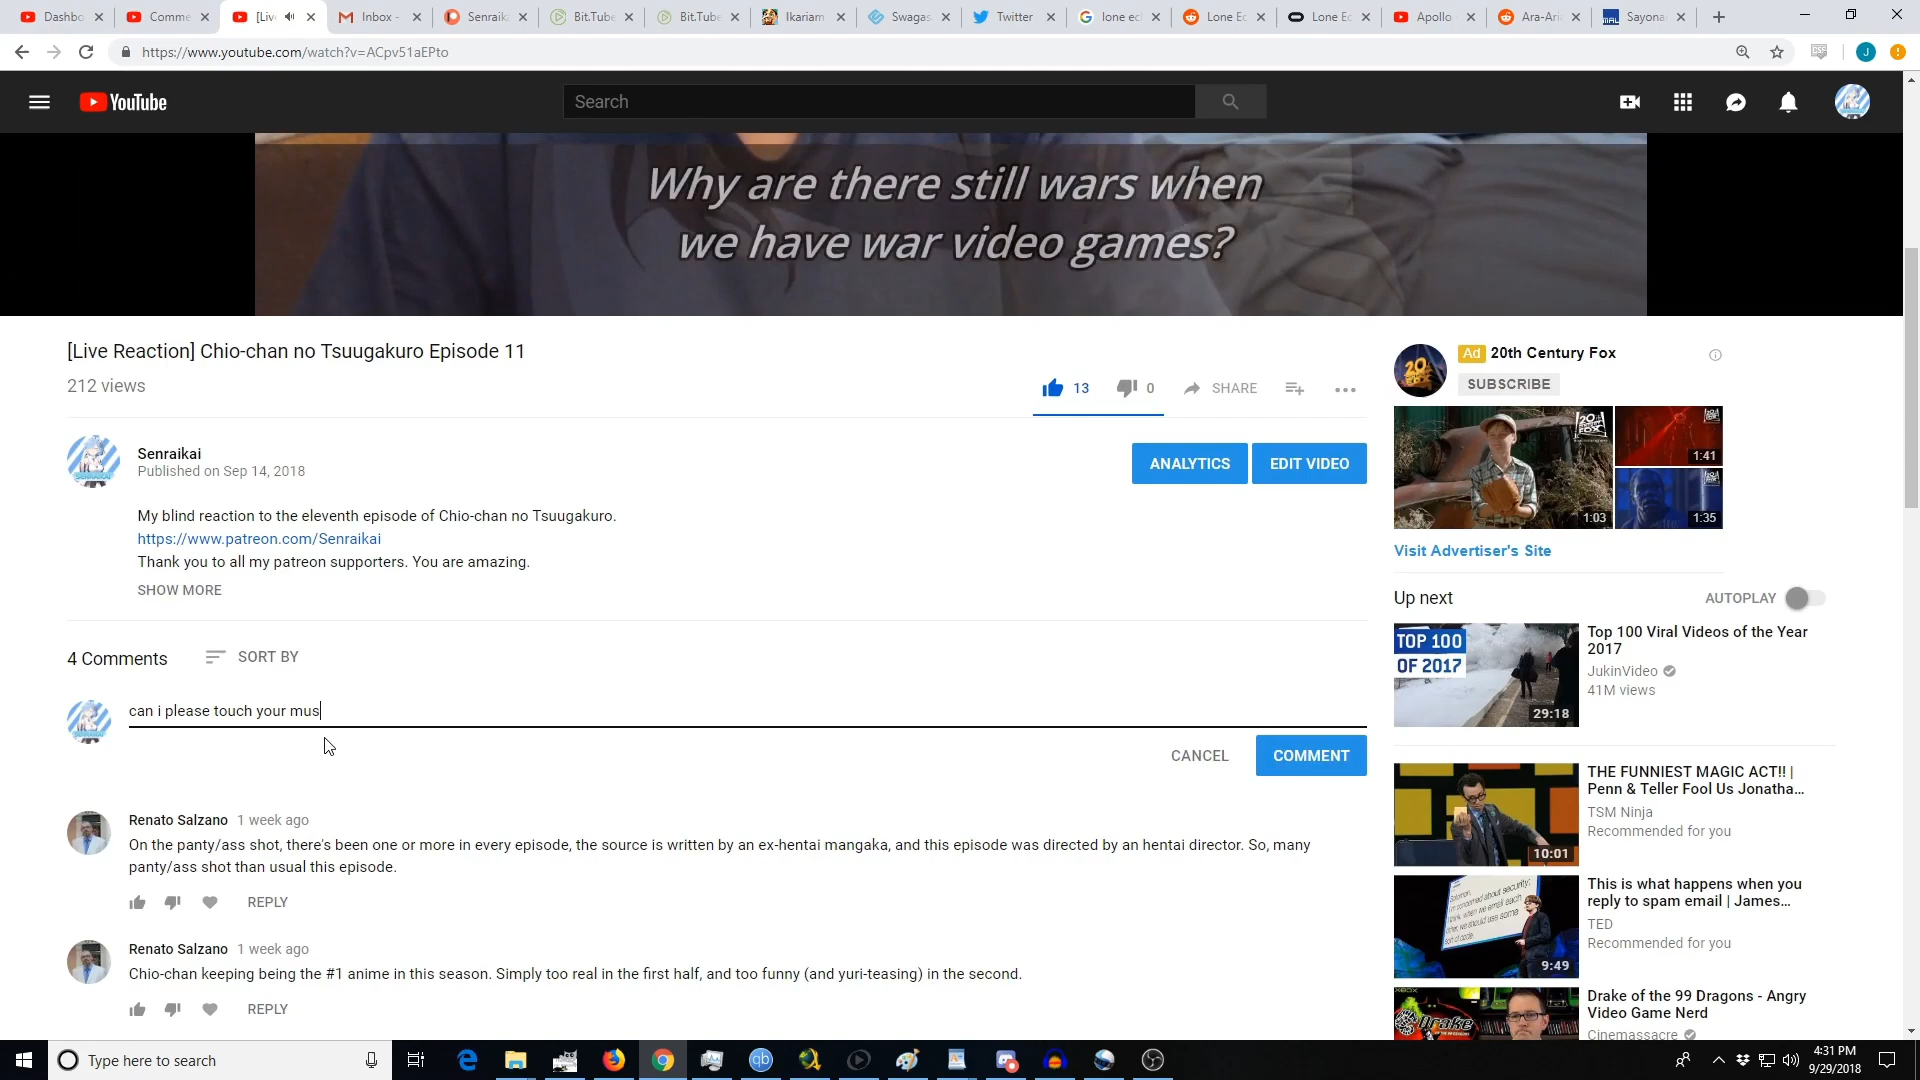 Dashbo
Comme
[Liv
Inbox -
Senraik
Bit.Tube
Bit.Tube
Ikariam
Swagas
Twitter
lone ec
Lone Ec
Lone Ec
Apollo
Ara-Ari
Sayona
https://www.youtube.com/watch?v=ACpv51aEPto
J
YouTube
Search
Why are there still wars when
we have war video games?
[Live Reaction] Chio-chan no Tsuugakuro Episode 11
212 views
13
0
SHARE
Senraikai
Published on Sep 14, 2018
ANALYTICS
EDIT VIDEO
My blind reaction to the eleventh episode of Chio-chan no Tsuugakuro.
https://www.patreon.com/Senraikai
Thank you to all my patreon supporters. You are amazing.
SHOW MORE
4 Comments
SORT BY
can i please touch your mus
CANCEL
COMMENT
Renato Salzano 1 week ago
On the panty/ass shot, there's been one or more in every episode, the source is written by an ex-hentai mangaka, and this episode was directed by an hentai director. So, many
panty/ass shot than usual this episode.
REPLY
Renato Salzano 1 week ago
Chio-chan keeping being the #1 anime in this season. Simply too real in the first half, and too funny (and yuri-teasing) in the second.
REPLY
Ad 20th Century Fox
SUBSCRIBE
1:03
1:41
1:35
Visit Advertiser's Site
Up next
AUTOPLAY
TOP 100
OF 2017
29:18
Top 100 Viral Videos of the Year
2017
JukinVideo
41M views
10:01
THE FUNNIEST MAGIC ACT!! |
Penn & Teller Fool Us Jonatha...
TSM Ninja
Recommended for you
9:49
This is what happens when you
reply to spam email | James...
TED
Recommended for you
Drake of the 99 Dragons - Angry
Video Game Nerd
Cinemassacre
Type here to search
4:31 PM
9/29/2018